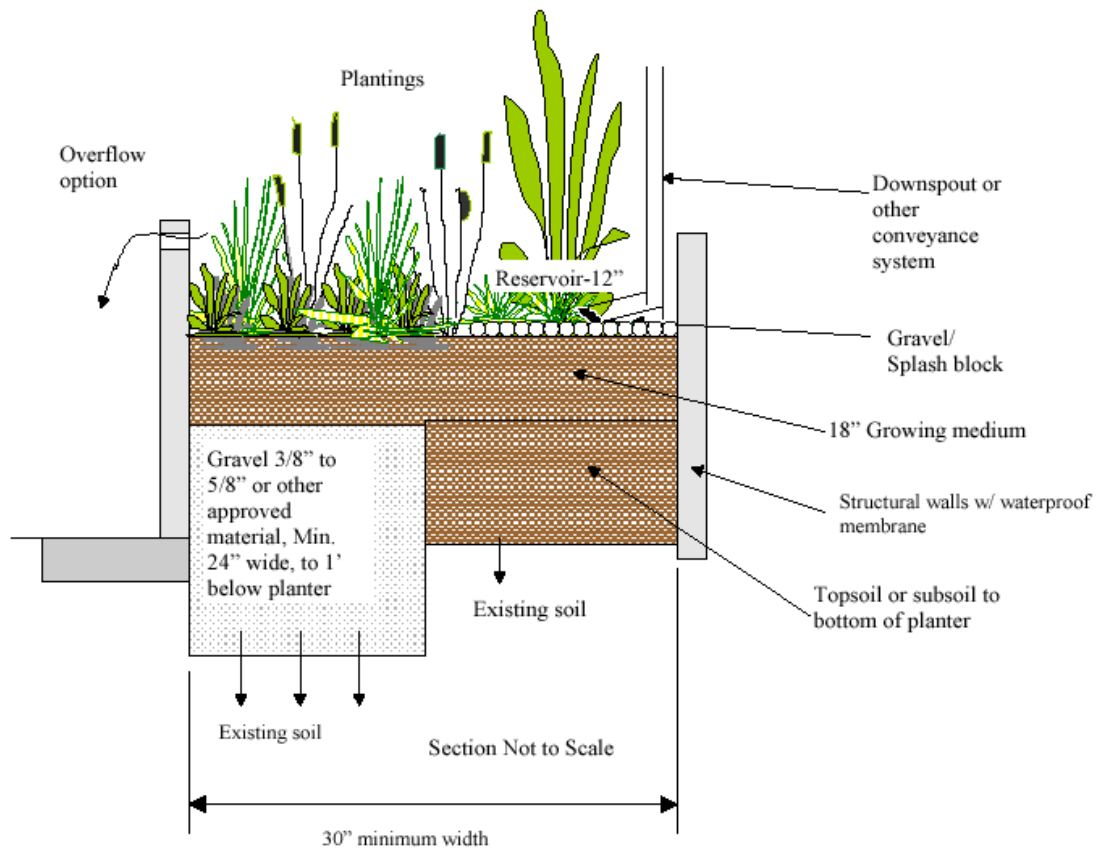 Plantings
Overflow
option
Downspout or
other
conveyance
system
Reservoir-12”
Gravel/
Splash block
18” Growing medium
Gravel 3/8” to
5/8” or other
approved
material, Min.
24” wide, to 1’
below planter
Structural walls w/ waterproof
membrane
Existing soil
Topsoil or subsoil to
bottom of planter
Existing soil
Section Not to Scale
30” minimum width